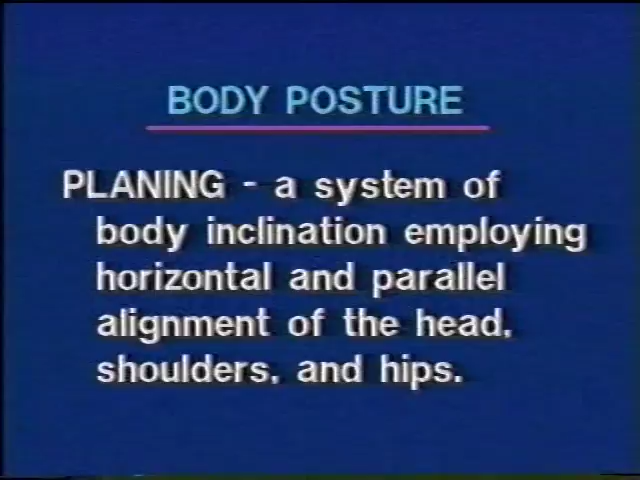 BODY POSTURE
PLANING - a system of
body inclination employing
horizontal and parallel
alignment of the head,
shoulders, and hips.